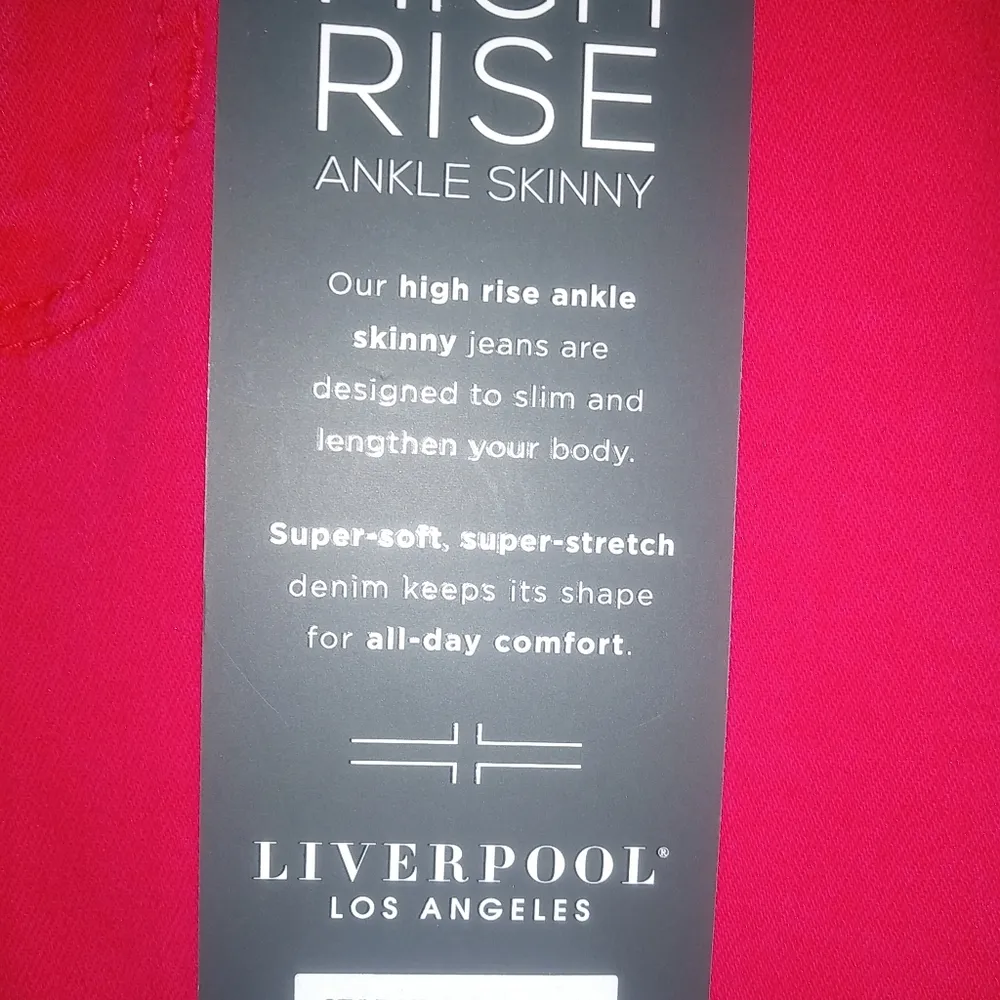 HIGH
RISE
ANKLE SKINNY
Our high rise ankle
skinny jeans are
designed to slim and
lengthen your body.
Super-soft, super-stretch
denim keeps its shape
for all-day comfort.
LIVERPOOL®
LOS ANGELES